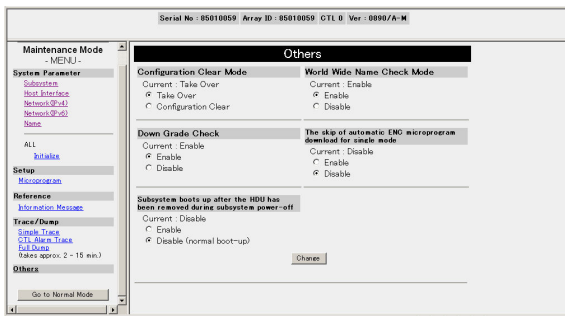 Serial No : 85010059 Array ID : 85010059 CTL 0 Ver : 0890/A-M
Maintenance Mode
- MENU -
System Parameter
Subsystem
Host Interface
Network(IPv4)
Network(IPv6)
Name
ALL
Initialize
Setup
Microprogram
Reference
Information Message
Trace/Dump
Simple Trace
CTL Alarm Trace
Full Dump
(takes approx. 2 - 15 min.)
Others
Go to Normal Mode
Others
Configuration Clear Mode
Current : Take Over
Take Over
Configuration Clear
World Wide Name Check Mode
Current : Enable
Enable
Disable
Down Grade Check
Current : Enable
Enable
Disable
The skip of automatic ENC microprogram
download for single mode
Current : Disable
Enable
Disable
Subsystem boots up after the HDU has
been removed during subsystem power-off
Current : Disable
Enable
Disable (normal boot-up)
Change